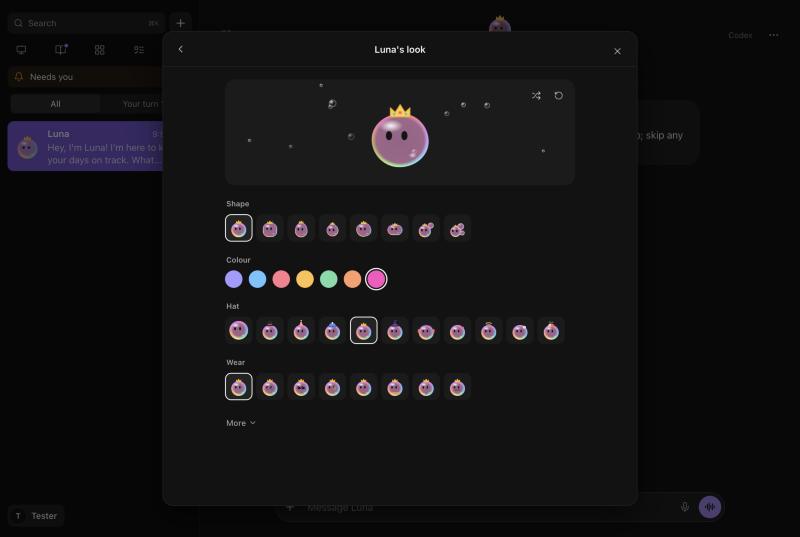 Search
⌘K
Needs you
All
Your turn
Luna
Hey, I'm Luna! I'm here to
your days on track. What...
Tester
Codex
; skip any
Message Luna
Luna's look
Shape
Colour
Hat
Wear
More
T